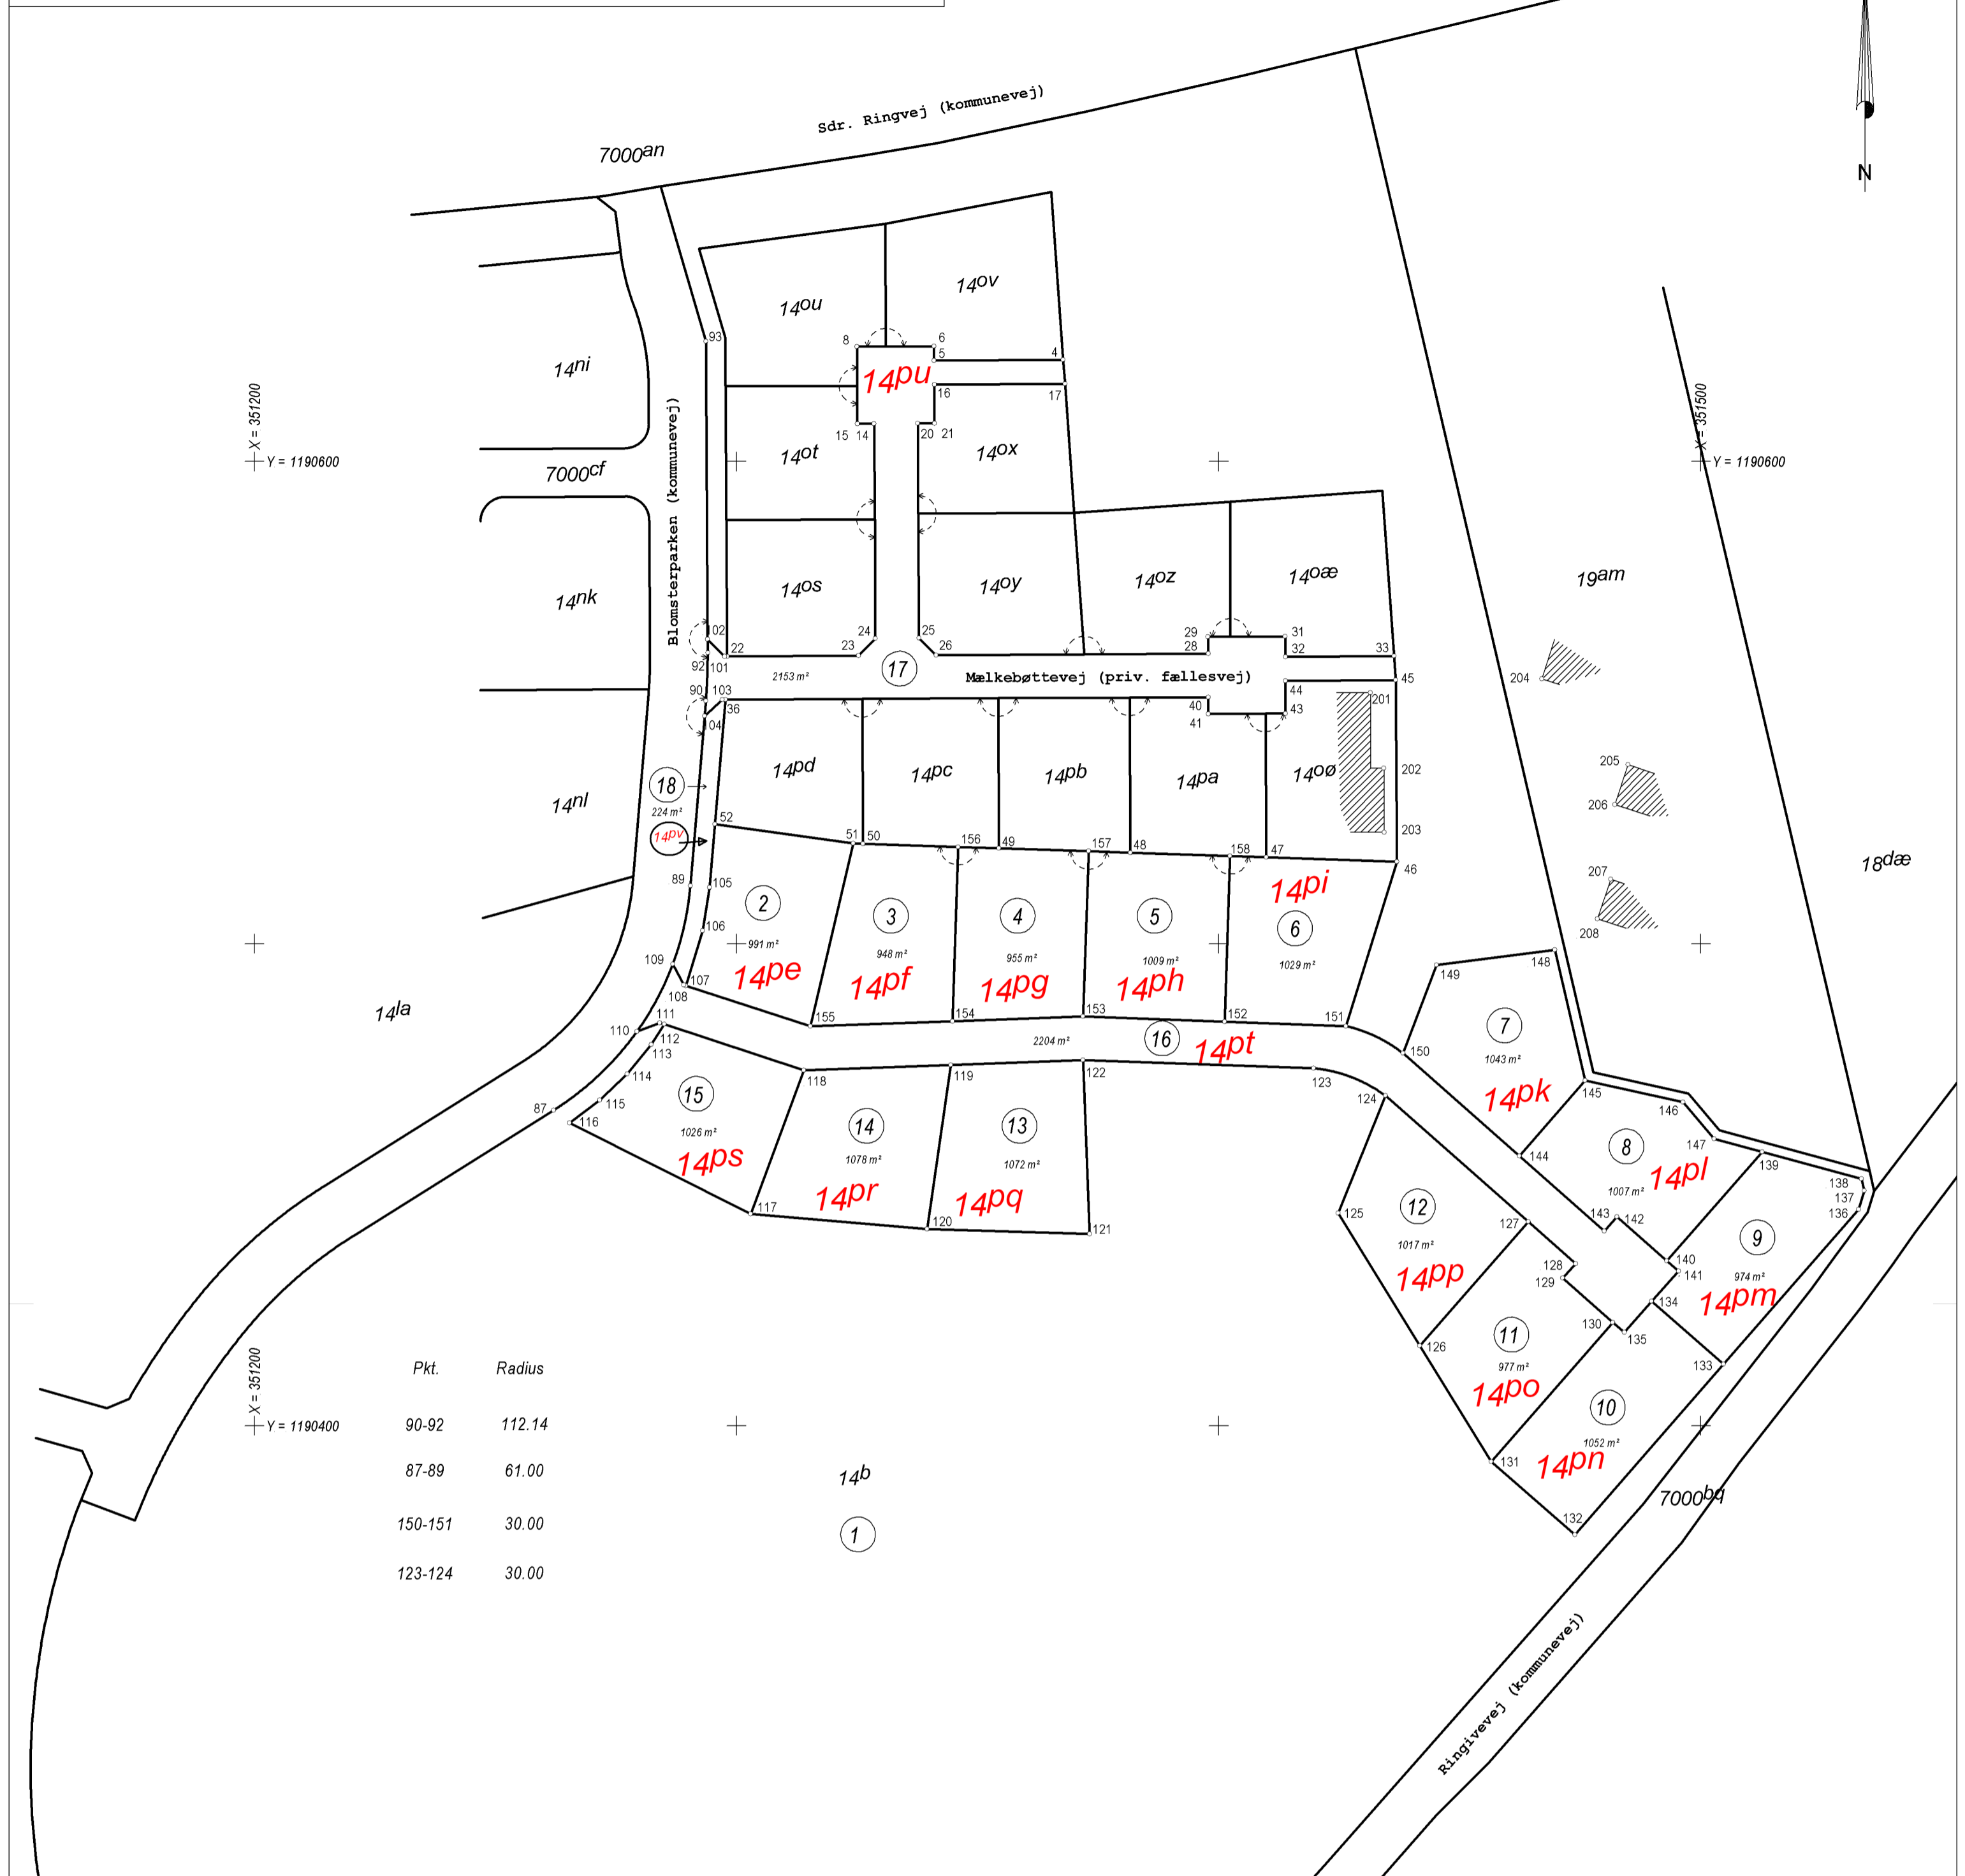 Sdr. Ringvej (kommunevej)
7000an
N
14ou
14ov
93
8
6
5
4
14pu
14ni
16
17
X = 351200
X = 351500
15 14
20 21
Y = 1190600
Y = 1190600
14ot
14ox
7000cf
Blomsterparken (kommunevej)
14os
14oy
14oz
14oæ
19am
14nk
102
24
25
29
31
22
23
26
28
32
33
92
101
17
2153 m²
Mælkebøttevej (priv. fællesvej)
204
90
103
44
45
36
40
201
104
41
43
14pd
14pc
14pb
14pa
14oø
202
205
18
224 m²
206
14nl
52
14pv
51
50
156
49
157
48
158
47
203
46
18dæ
207
89
105
2
3
4
5
6
14pi
208
106
991 m²
948 m²
955 m²
1009 m²
1029 m²
109
107
14pe
14pf
14pg
14ph
149
148
108
14la
111
155
154
153
152
151
110
112
113
2204 m²
16
14pt
150
7
1043 m²
114
118
119
122
123
124
14pk
145
146
87
115
116
15
1026 m²
14ps
14
1078 m²
14pr
13
1072 m²
14pq
147
144
8
1007 m²
14pl
139
138
137
136
117
120
121
125
12
1017 m²
14pp
127
143
142
9
974 m²
14pm
128
129
140
141
134
130
135
126
11
977 m²
14po
133
X = 351200
Y = 1190400
Pkt. Radius
90-92 112.14
87-89 61.00
150-151 30.00
123-124 30.00
10
1052 m²
14pn
131
132
14b
1
7000bq
Ringivevej (kommunevej)